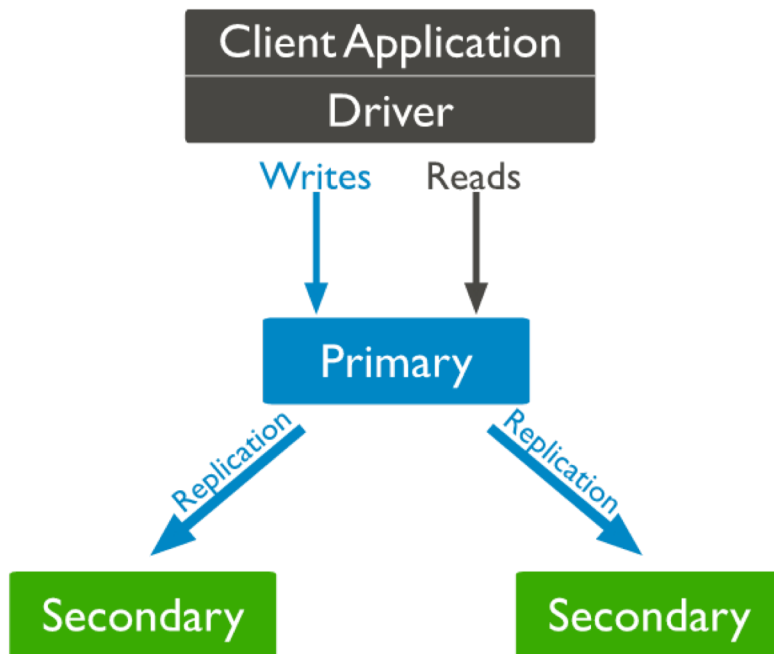 Client Application
Driver
Writes
Reads
Primary
Replication
Replication
Secondary
Secondary